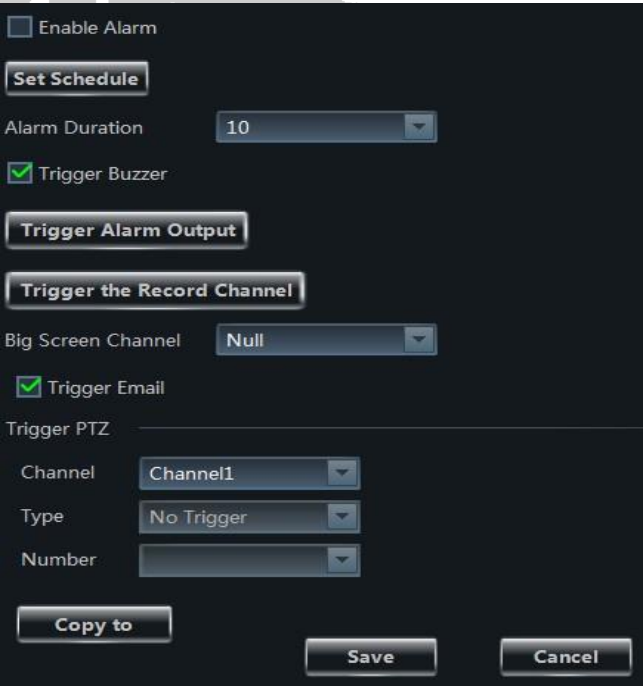 Enable Alarm
Set Schedule
Alarm Duration 10
Trigger Buzzer
Trigger Alarm Output
Trigger the Record Channel
Big Screen Channel Null
Trigger Email
Trigger PTZ
Channel Channel1
Type No Trigger
Number
Copy to
Save Cancel